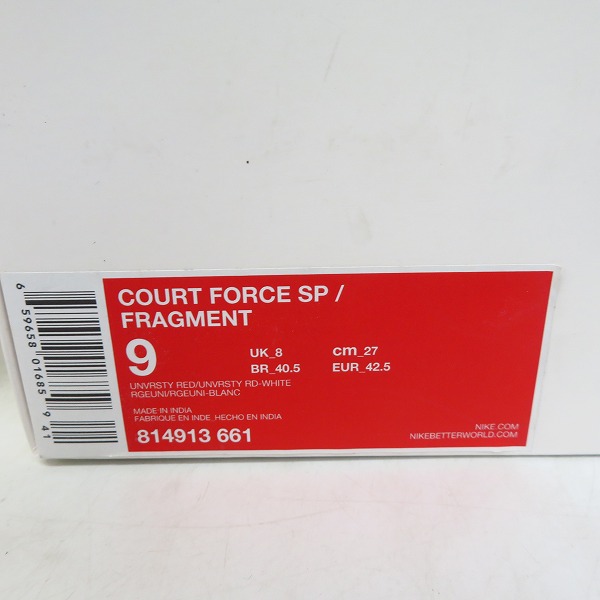 COURT FORCE SP /
FRAGMENT
9
UK_8 cm_27
BR_40.5 EUR_42.5
UNVRSTY RED/UNVRSTY RD-WHITE
RGEUNI/RGEUNI-BLANC
MADE IN INDIA
FABRIQUE EN INDE_HECHO EN INDIA
814913 661
NIKE.COM
NIKEBETTERWORLD.COM
6 59658 01685 9 41